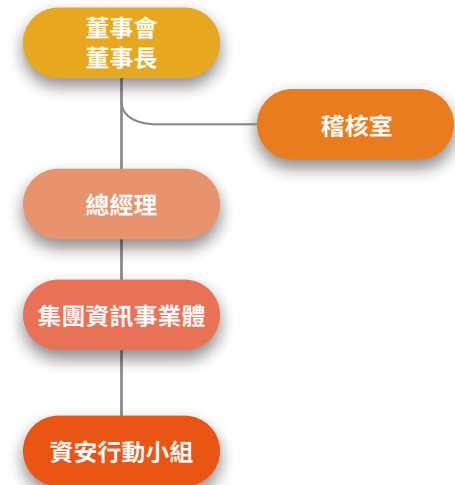 董事會
董事長
稽核室
總經理
集團資訊事業體
資安行動小組